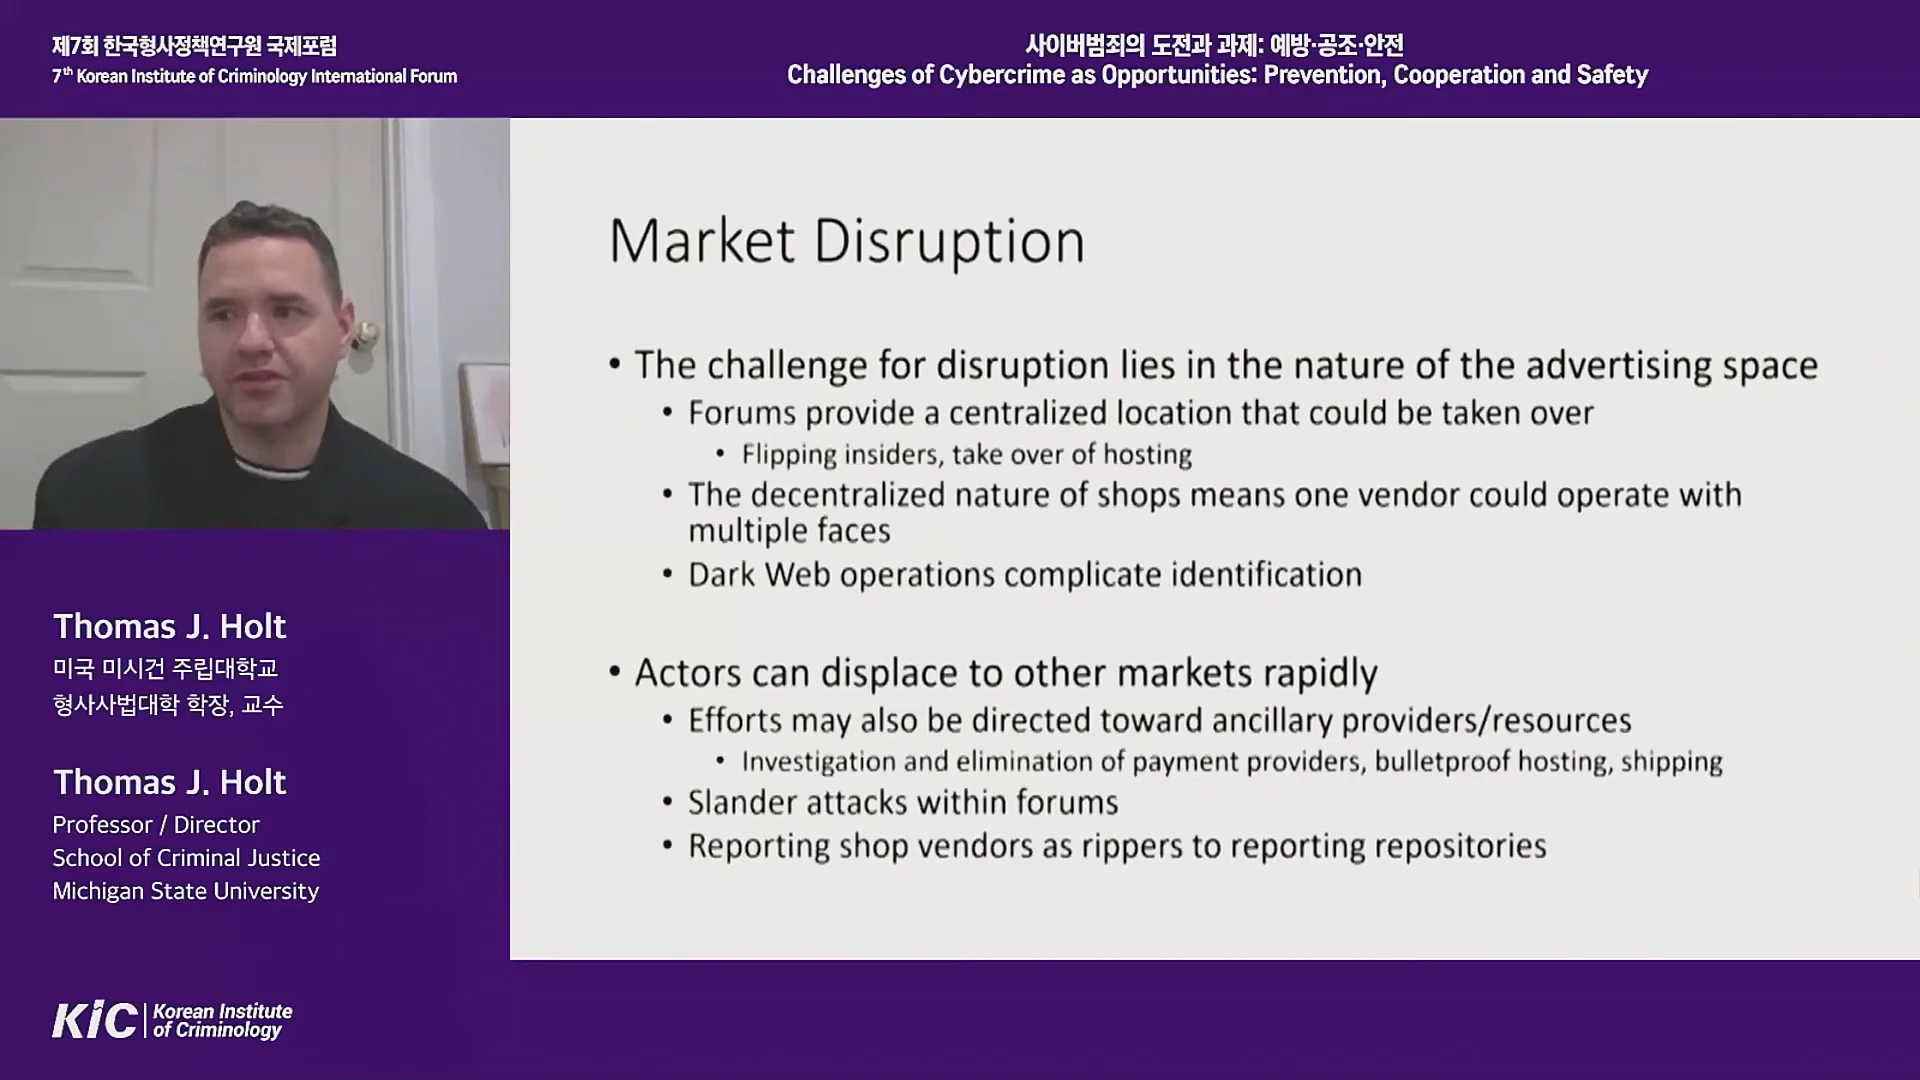 제7회 한국형사정책연구원 국제포럼
7th Korean Institute of Criminology International Forum
사이버범죄의 도전과 과제: 예방·공조·안전
Challenges of Cybercrime as Opportunities: Prevention, Cooperation and Safety
Market Disruption
• The challenge for disruption lies in the nature of the advertising space
• Forums provide a centralized location that could be taken over
• Flipping insiders, take over of hosting
• The decentralized nature of shops means one vendor could operate with
multiple faces
• Dark Web operations complicate identification
• Actors can displace to other markets rapidly
• Efforts may also be directed toward ancillary providers/resources
• Investigation and elimination of payment providers, bulletproof hosting, shipping
• Slander attacks within forums
• Reporting shop vendors as rippers to reporting repositories
Thomas J. Holt
미국 미시건 주립대학교
형사사법대학 학장, 교수
Thomas J. Holt
Professor / Director
School of Criminal Justice
Michigan State University
KiC Korean Institute
of Criminology